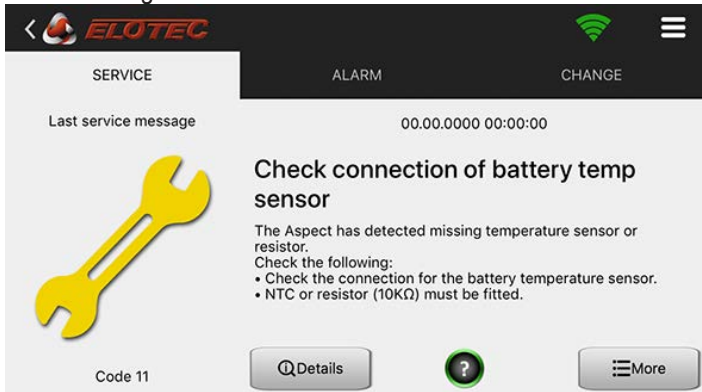 ELOTEC
SERVICE
ALARM
CHANGE
Last service message
00.00.0000 00:00:00
Check connection of battery temp
sensor
The Aspect has detected missing temperature sensor or
resistor.
Check the following:
• Check the connection for the battery temperature sensor.
• NTC or resistor (10KΩ) must be fitted.
Code 11
Details
?
More